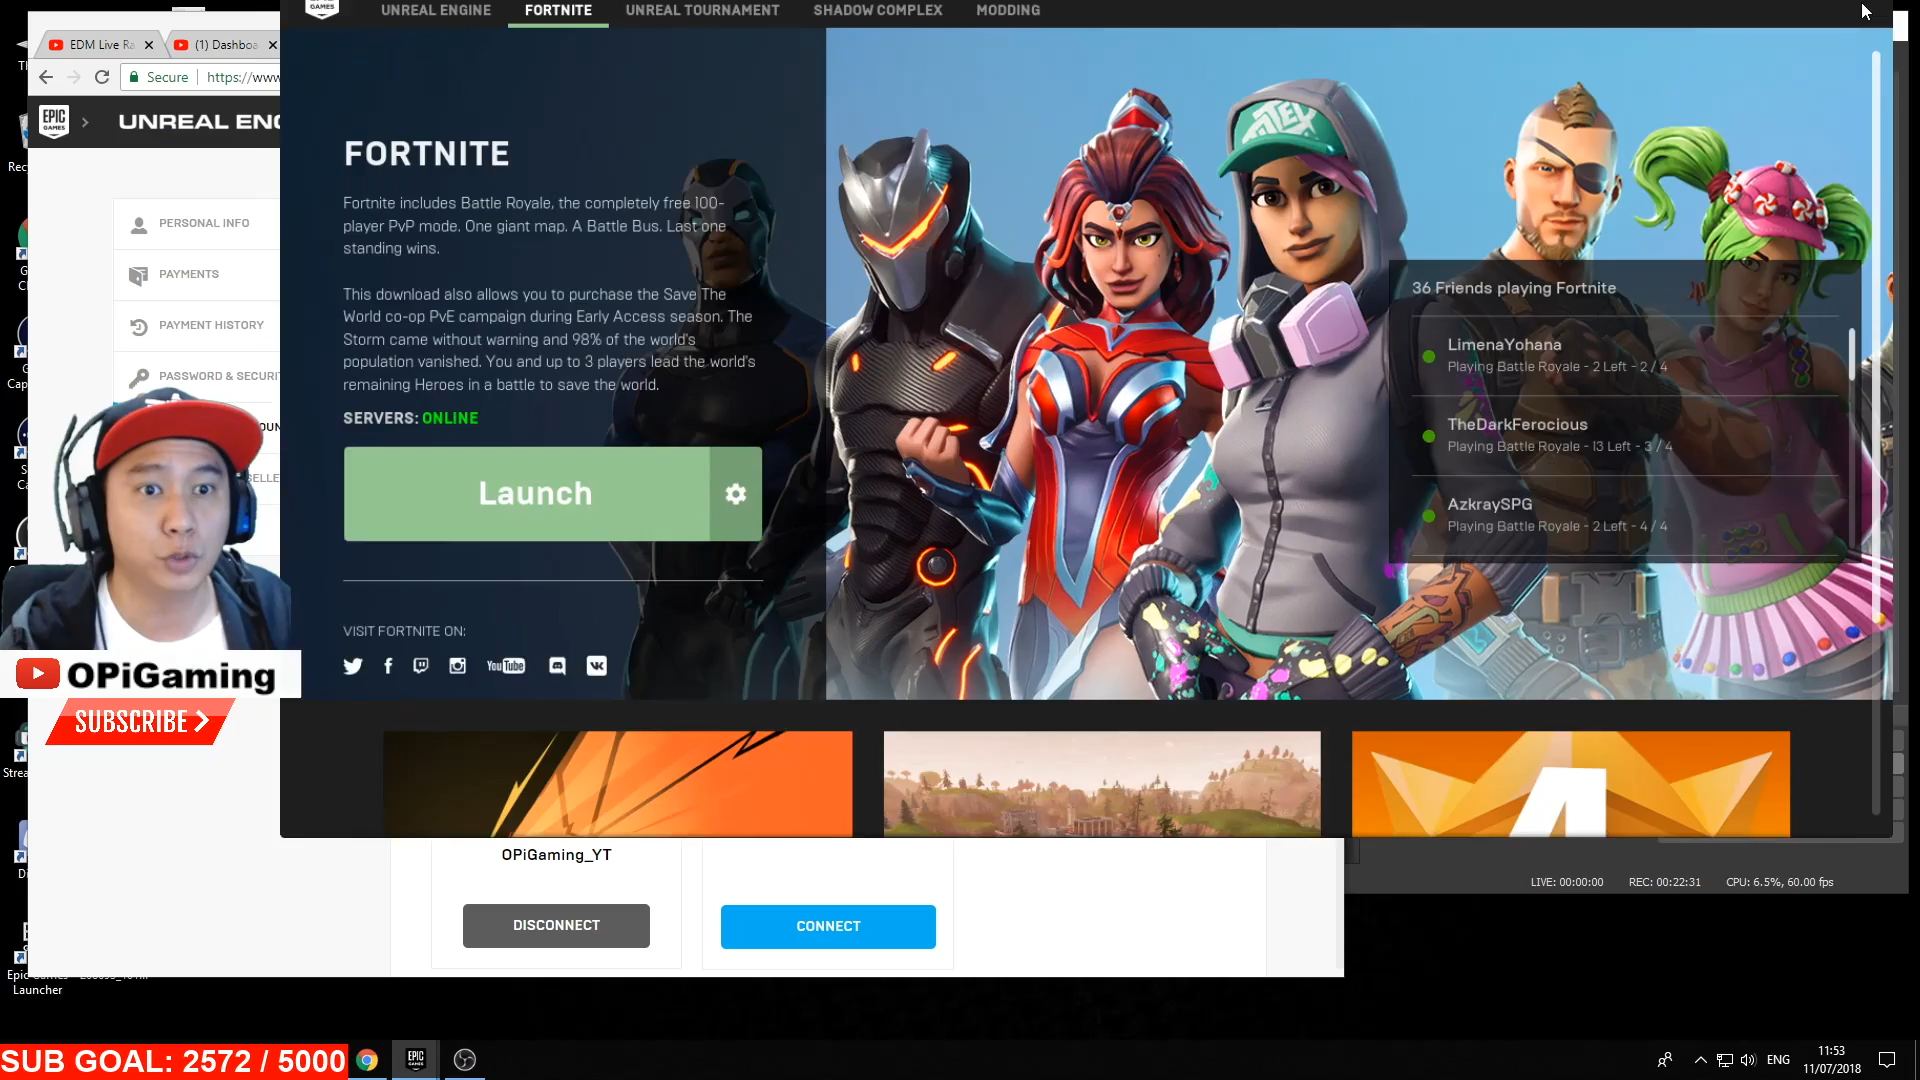 UNREAL ENGINE
FORTNITE
UNREAL TOURNAMENT
SHADOW COMPLEX
MODDING
EPIC
GAMES
EDM Live Ra
(1) Dashboa
Secure
https://www
EPIC
GAMES
UNREAL ENG
PERSONAL INFO
PAYMENTS
PAYMENT HISTORY
PASSWORD & SECURIT
FORTNITE
Fortnite includes Battle Royale, the completely free 100-
player PvP mode. One giant map. A Battle Bus. Last one
standing wins.
This download also allows you to purchase the Save The
World co-op PvE campaign during Early Access season. The
Storm came without warning and 98% of the world's
population vanished. You and up to 3 players lead the world's
remaining Heroes in a battle to save the world.
SERVERS: ONLINE
Launch
VISIT FORTNITE ON:
YouTube
36 Friends playing Fortnite
LimenaYohana
Playing Battle Royale - 2 Left - 2 / 4
TheDarkFerocious
Playing Battle Royale - 13 Left - 3 / 4
AzkraySPG
Playing Battle Royale - 2 Left - 4 / 4
OPiGaming
SUBSCRIBE
OPiGaming_YT
DISCONNECT
CONNECT
LIVE: 00:00:00
REC: 00:22:31
CPU: 6.5%, 60.00 fps
Launcher
SUB GOAL: 2572 / 5000
EPIC
GAMES
ENG
11:53
11/07/2018